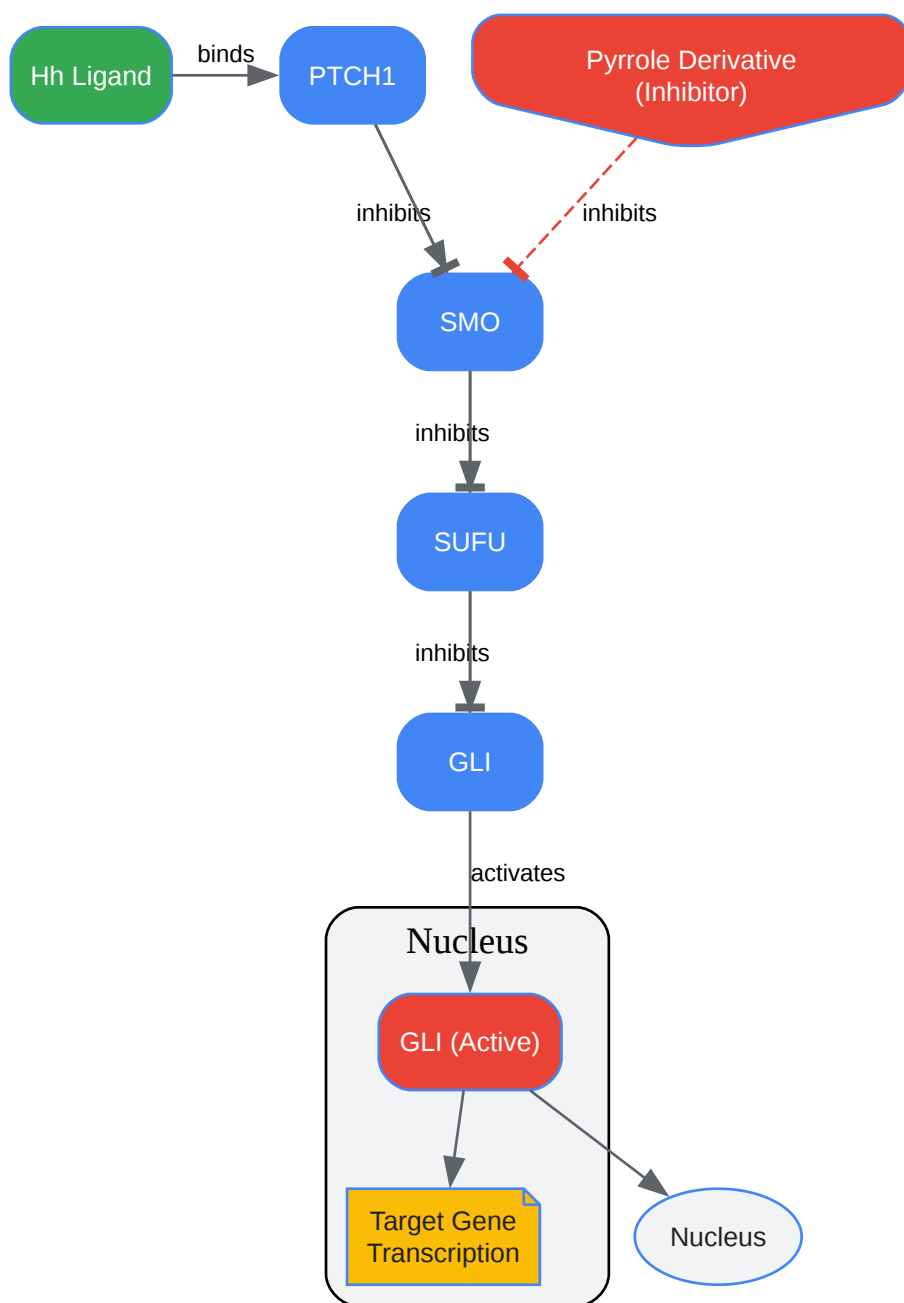 Hh Ligand
binds
PTCH1
Pyrrole Derivative
(Inhibitor)
inhibits
inhibits
SMO
inhibits
SUFU
inhibits
GLI
activates
Nucleus
GLI (Active)
Target Gene
Transcription
Nucleus